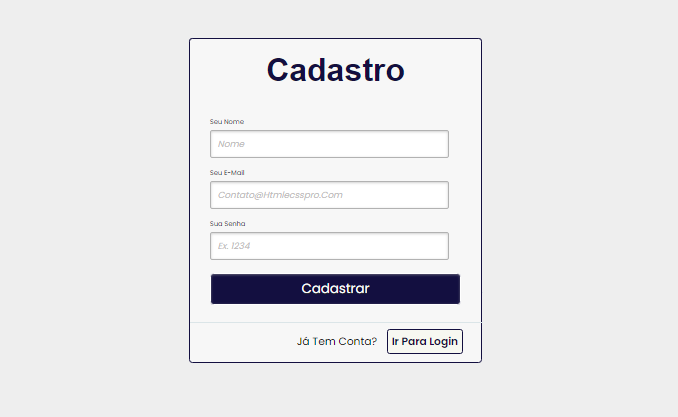 Cadastro
Seu Nome
Nome
Seu E-Mail
Contato@Htmlecsspro.Com
Sua Senha
Ex. 1234
Cadastrar
Já Tem Conta? Ir Para Login